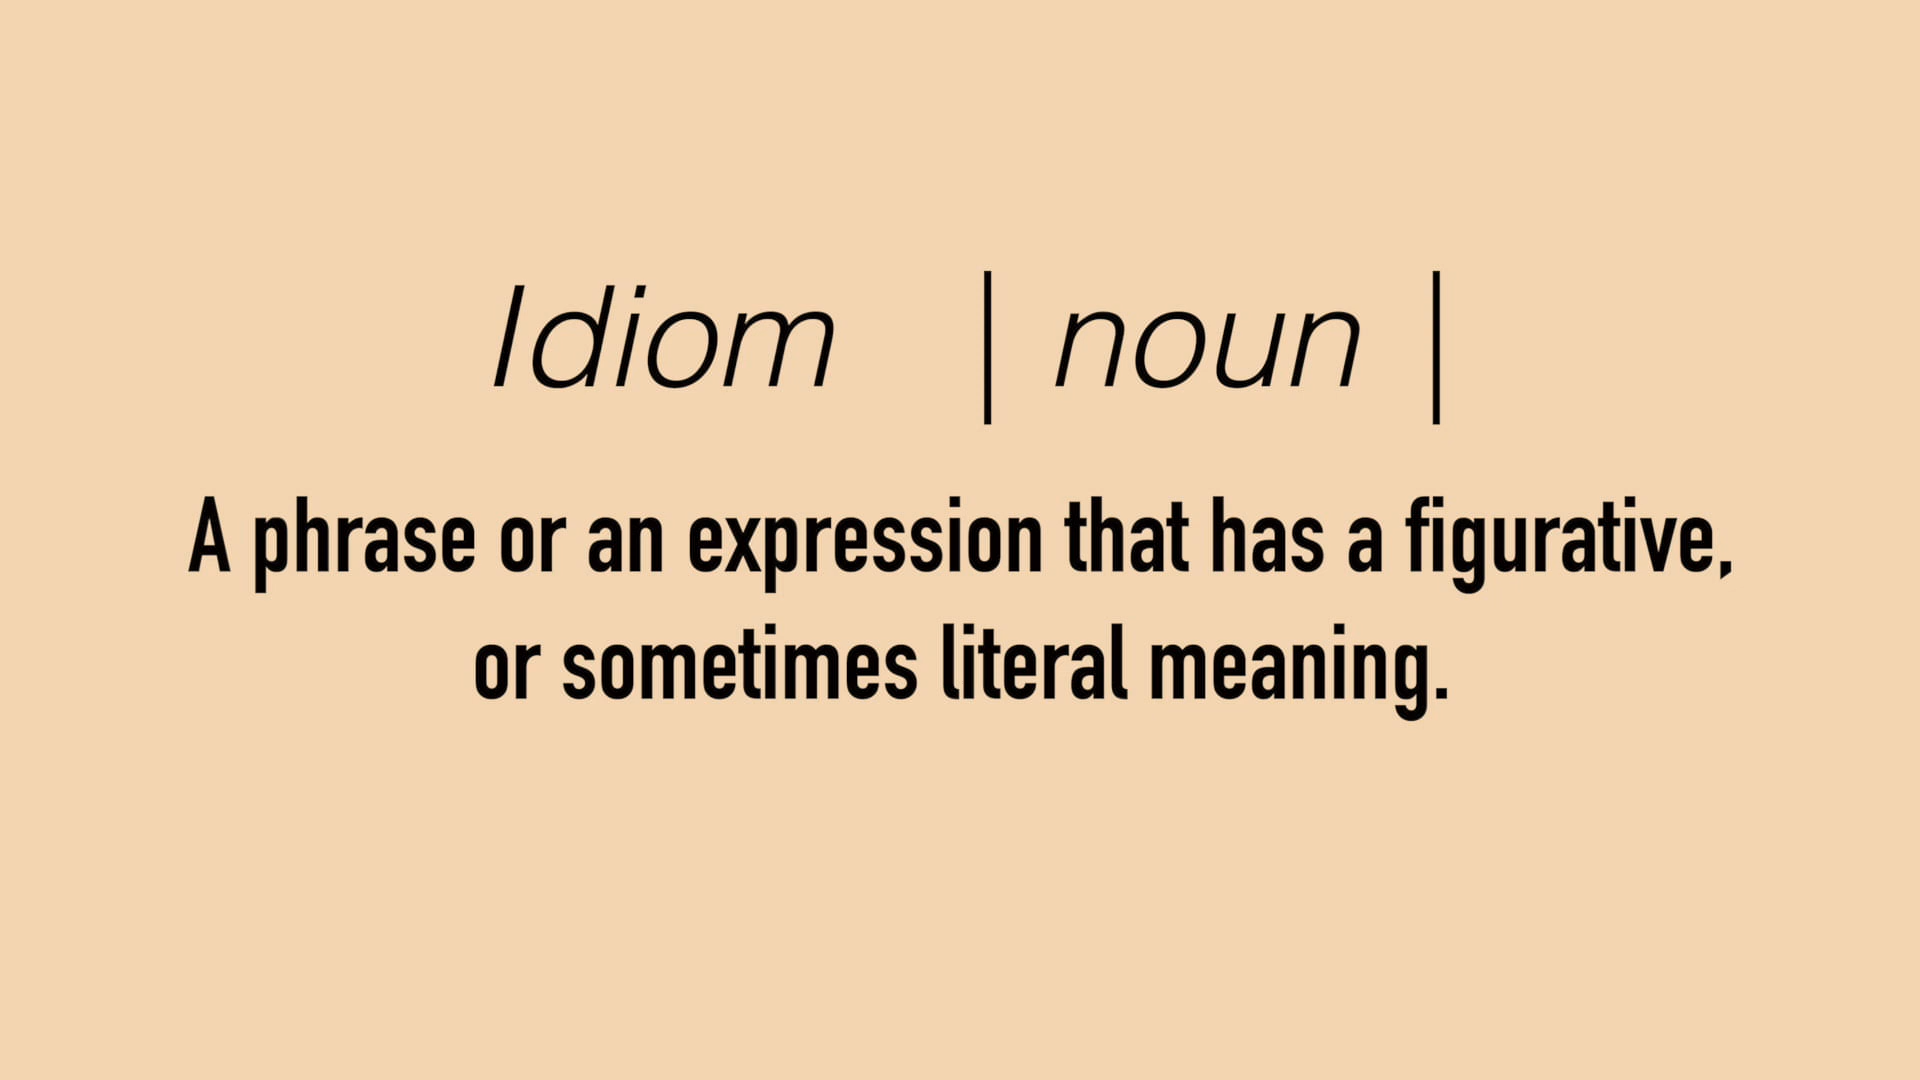 Idiom | noun |
A phrase or an expression that has a figurative,
or sometimes literal meaning.